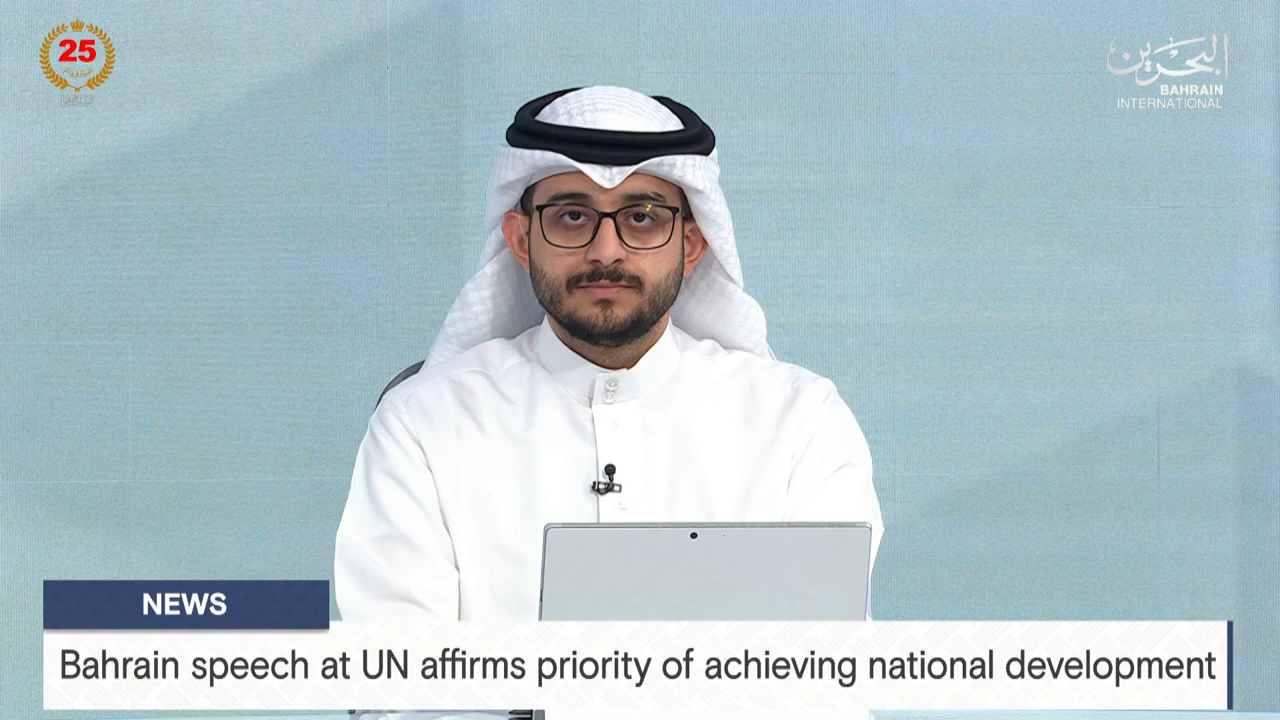 25
البحرين
BAHRAIN
INTERNATIONAL
NEWS
Bahrain speech at UN affirms priority of achieving national development